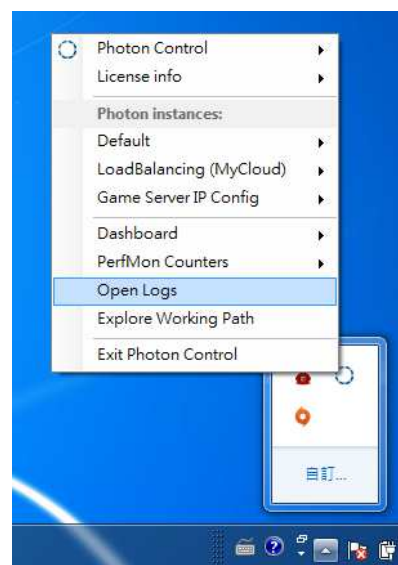 Photon Control
License info
Photon instances:
Default
LoadBalancing (MyCloud)
Game Server IP Config
Dashboard
PerfMon Counters
Open Logs
Explore Working Path
Exit Photon Control
自訂...